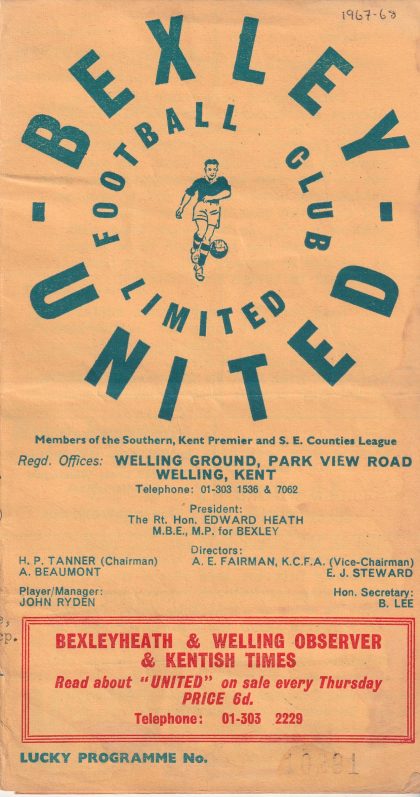 1967-68
BEXLEY
UNITED
FOOTBALL CLUB
LIMITED
Members of the Southern, Kent Premier and S. E. Counties League
Regd. Offices: WELLING GROUND, PARK VIEW ROAD
WELLING, KENT
Telephone: 01-303 1536 & 7062
President:
The Rt. Hon. EDWARD HEATH
M.B.E., M.P. for BEXLEY
Directors:
H. P. TANNER (Chairman) A. E. FAIRMAN, K.C.F.A. (Vice-Chairman)
A. BEAUMONT E. J. STEWARD
Player/Manager: Hon. Secretary:
JOHN RYDEN B. LEE
BEXLEYHEATH & WELLING OBSERVER
& KENTISH TIMES
Read about "UNITED" on sale every Thursday
PRICE 6d.
Telephone: 01-303 2229
LUCKY PROGRAMME No.